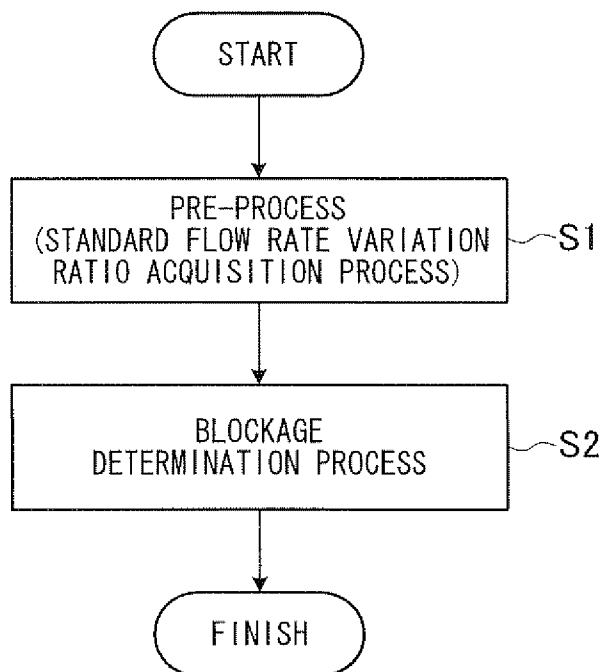 START
PRE-PROCESS
(STANDARD FLOW RATE VARIATION
RATIO ACQUISITION PROCESS)
S1
BLOCKAGE
DETERMINATION PROCESS
S2
FINISH